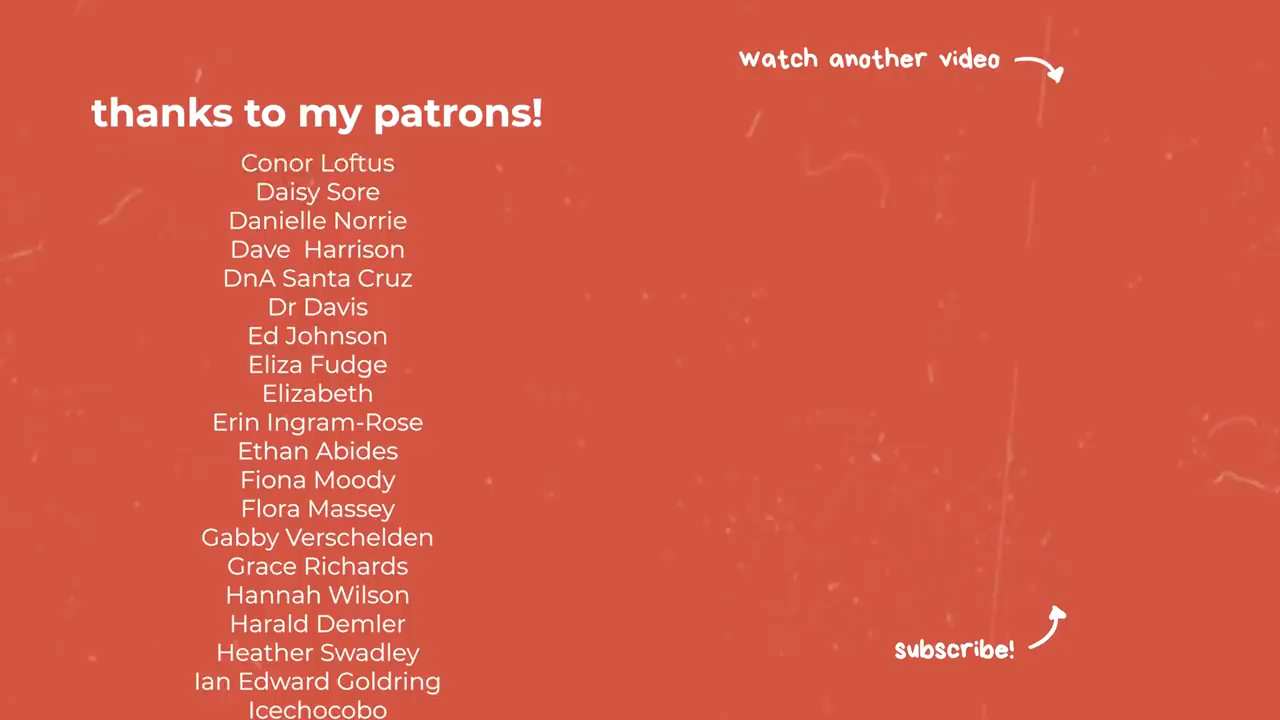 watch another video
thanks to my patrons!
Conor Loftus
Daisy Sore
Danielle Norrie
Dave  Harrison
DnA Santa Cruz
Dr Davis
Ed Johnson
Eliza Fudge
Elizabeth
Erin Ingram-Rose
Ethan Abides
Fiona Moody
Flora Massey
Gabby Verschelden
Grace Richards
Hannah Wilson
Harald Demler
Heather Swadley
Ian Edward Goldring
Icechocobo
subscribe!